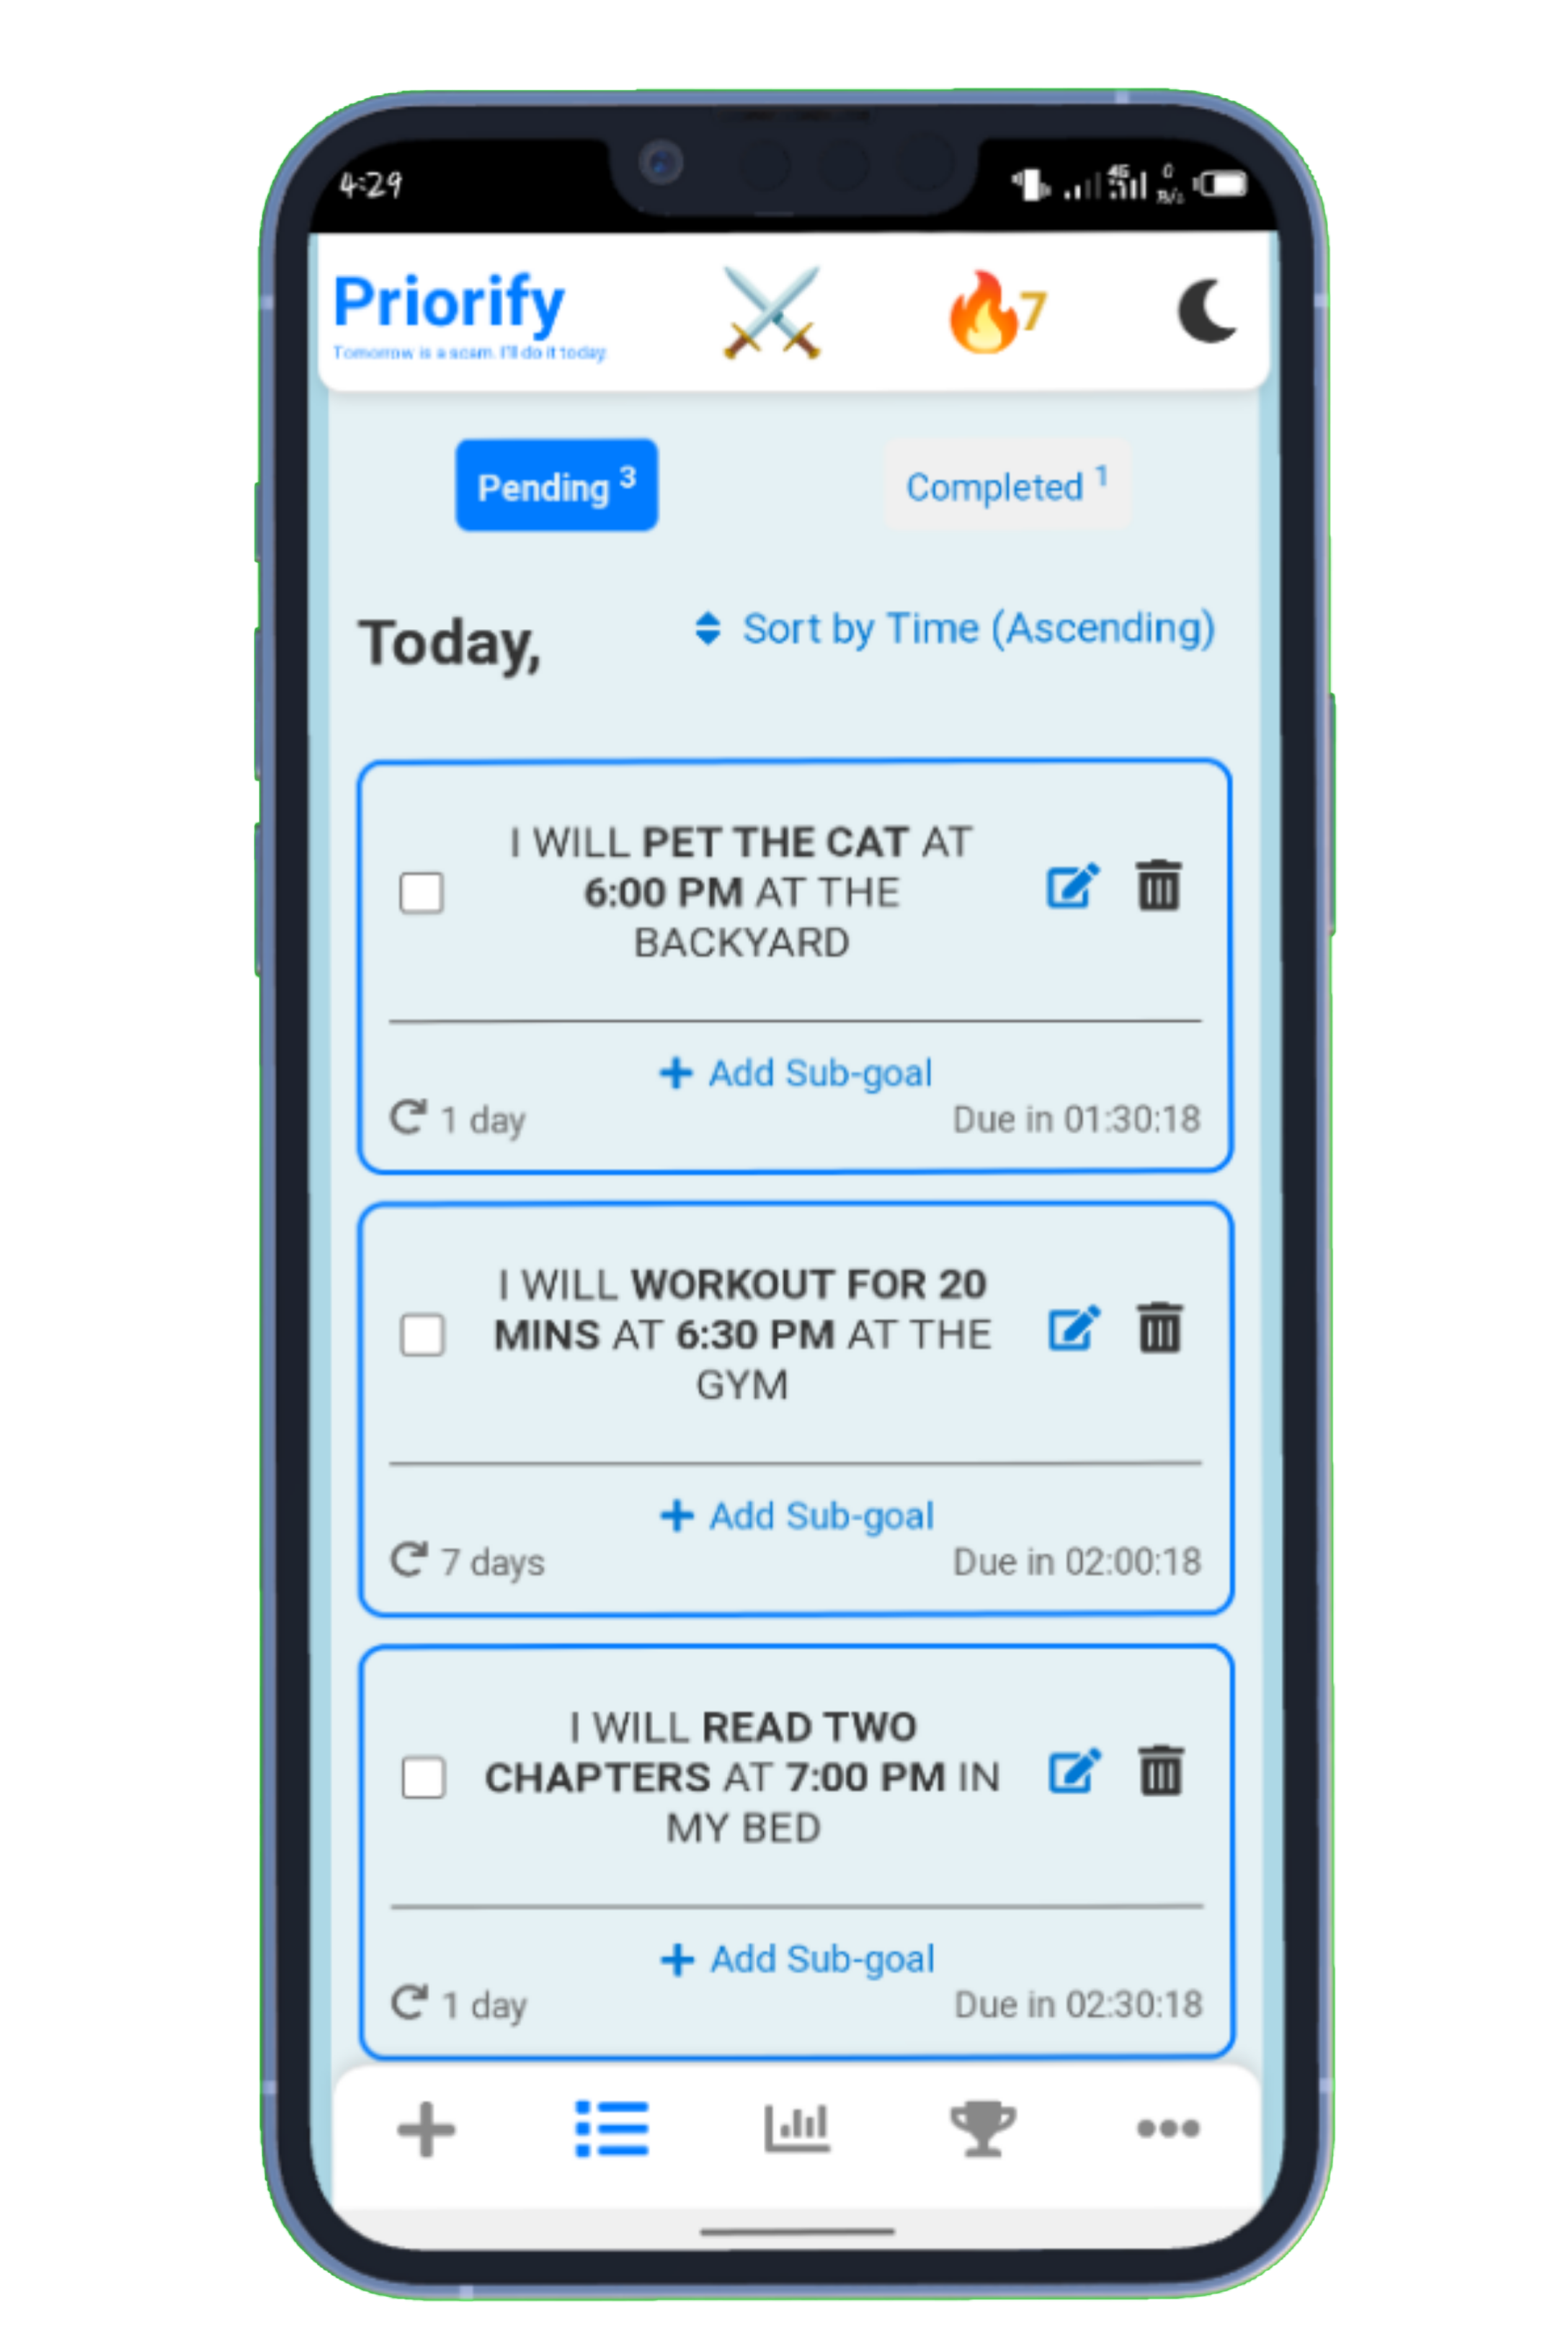 4:29
4G
0
B/s
Priorify
7
Tomorrow is a scam. I'll do it today.
Pending 3
Completed 1
Today,
Sort by Time (Ascending)
I WILL PET THE CAT AT
6:00 PM AT THE
BACKYARD
Add Sub-goal
1 day
Due in 01:30:18
I WILL WORKOUT FOR 20
MINS AT 6:30 PM AT THE
GYM
Add Sub-goal
7 days
Due in 02:00:18
I WILL READ TWO
CHAPTERS AT 7:00 PM IN
MY BED
Add Sub-goal
1 day
Due in 02:30:18